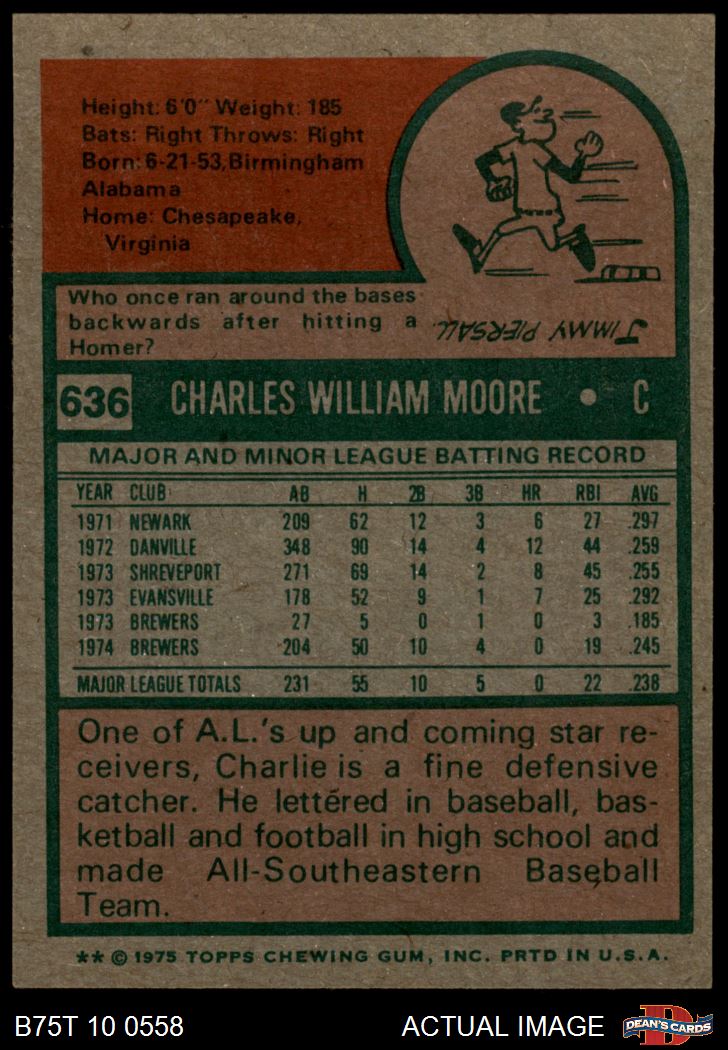 Height: 6'0" Weight: 185
Bats: Right Throws: Right
Born: 6-21-53, Birmingham
Alabama
Home: Chesapeake,
Virginia
Who once ran around the bases
backwards after hitting a
Homer?
JIMMY PIERSALL
636 CHARLES WILLIAM MOORE • C
MAJOR AND MINOR LEAGUE BATTING RECORD
YEAR CLUB AB H 2B 3B HR RBI AVG
1971 NEWARK 209 62 12 3 6 27 .297
1972 DANVILLE 348 90 14 4 12 44 .259
1973 SHREVEPORT 271 69 14 2 8 45 .255
1973 EVANSVILLE 178 52 9 1 7 25 .292
1973 BREWERS 27 5 0 1 0 3 .185
1974 BREWERS 204 50 10 4 0 19 .245
MAJOR LEAGUE TOTALS 231 55 10 5 0 22 .238
One of A.L.'s up and coming star re-
ceivers, Charlie is a fine defensive
catcher. He lettered in baseball, bas-
ketball and football in high school and
made All-Southeastern Baseball
Team.
** © 1975 TOPPS CHEWING GUM, INC. PRTD IN U.S.A.
B75T 10 0558 ACTUAL IMAGE DEAN'S CARDS